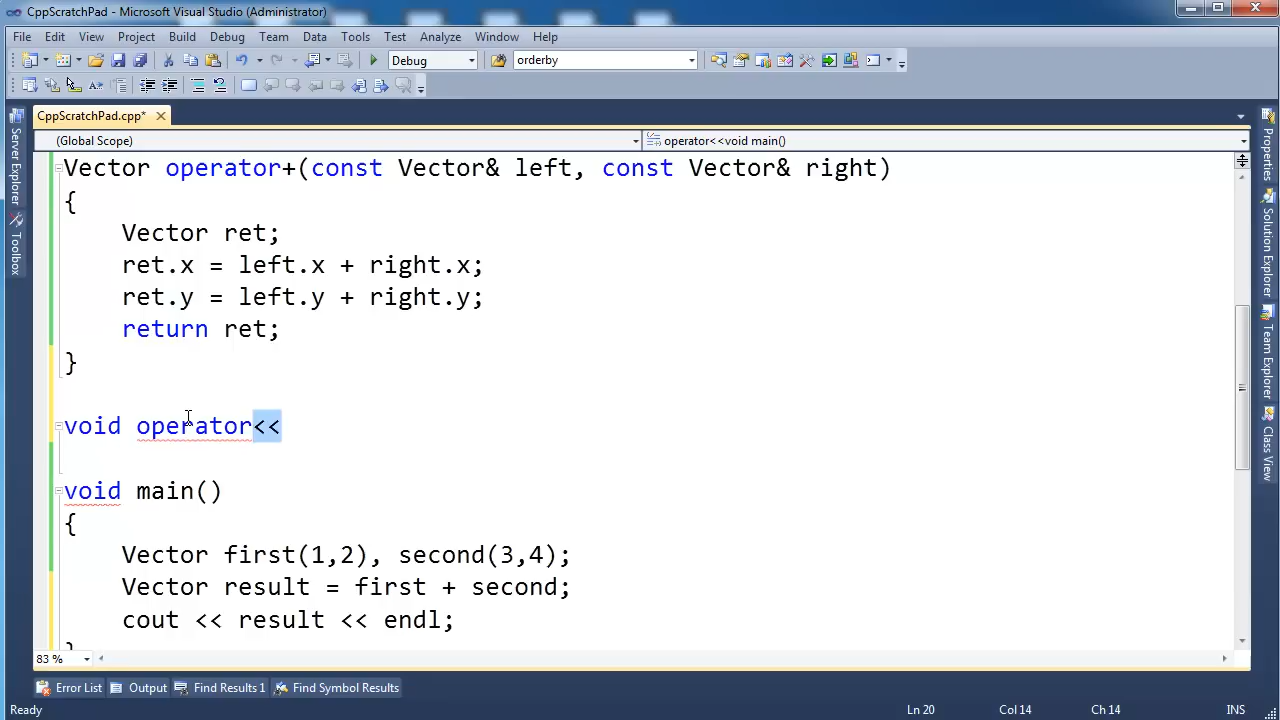 CppScratchPad - Microsoft Visual Studio (Administrator)
File Edit View Project Build Debug Team Data Tools Test Analyze Window Help
Debug orderby
CppScratchPad.cpp*
(Global Scope) operator<<void main()
Vector operator+(const Vector& left, const Vector& right)
{
Vector ret;
ret.x = left.x + right.x;
ret.y = left.y + right.y;
return ret;
}
void operator<<
void main()
{
Vector first(1,2), second(3,4);
Vector result = first + second;
cout << result << endl;
}
83 %
Error List Output Find Results 1 Find Symbol Results
Ready Ln 20 Col 14 Ch 14 INS
Server Explorer
Toolbox
Properties
Solution Explorer
Team Explorer
Class View